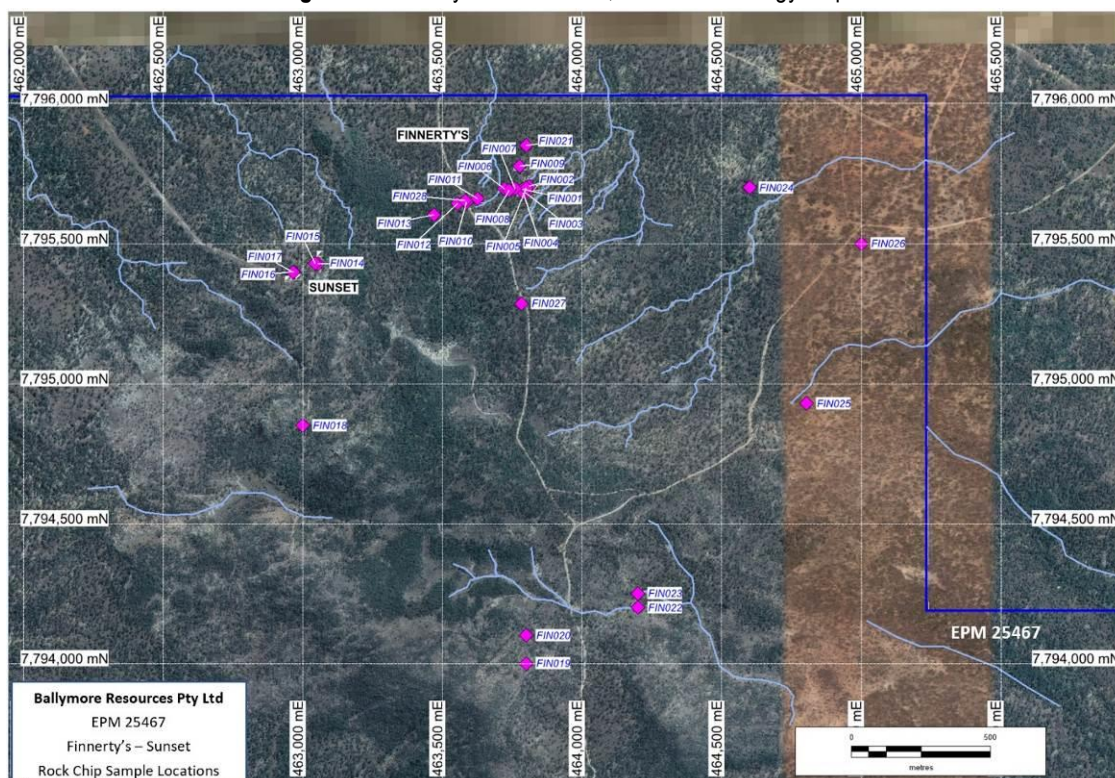 462,000 mE
462,500 mE
463,000 mE
463,500 mE
464,000 mE
464,500 mE
465,000 mE
465,500 mE
7,796,000 mN
7,796,000 mN
FINNERTY'S
FIN007
FIN021
FIN009
FIN006
FIN002
FIN011
FIN024
FIN028
FIN001
FIN013
FIN008
FIN003
FIN012
FIN010
FIN005
FIN004
7,795,500 mN
7,795,500 mN
FIN015
FIN026
FIN017
FIN014
FIN016
SUNSET
FIN027
7,795,000 mN
7,795,000 mN
FIN025
FIN018
7,794,500 mN
7,794,500 mN
FIN023
FIN022
FIN020
EPM 25467
7,794,000 mN
FIN019
7,794,000 mN
Ballymore Resources Pty Ltd
EPM 25467
Finnerty's – Sunset
Rock Chip Sample Locations
463,000 mE
463,500 mE
464,000 mE
464,500 mE
465,000 mE
465,500 mE
0 500
metres